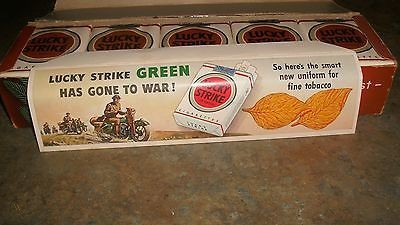 LUCKY STRIKE
LUCKY STRIKE
LUCKY STRIKE
LUCKY STRIKE
LUCKY STRIKE
LUCKY STRIKE GREEN
HAS GONE TO WAR!
LUCKY STRIKE
CIGARETTES
So here's the smart
new uniform for
fine tobacco